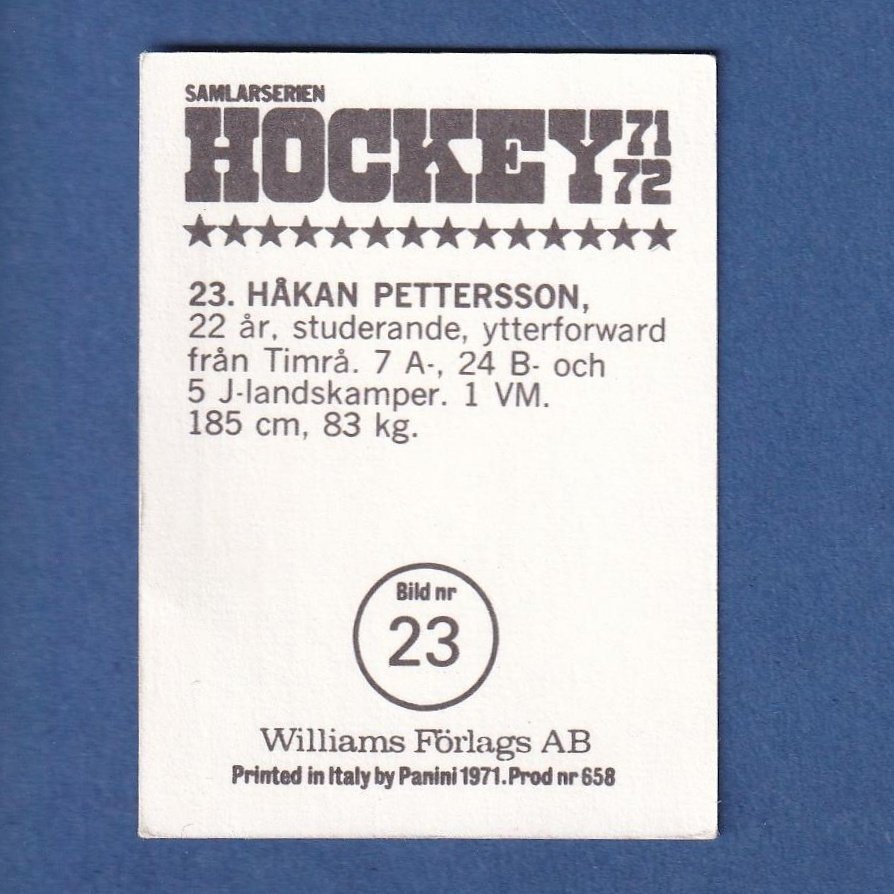 SAMLARSERIEN
HOCKEY 71 72
23. HÅKAN PETTERSSON,
22 år, studerande, ytterforward
från Timrå. 7 A-, 24 B- och
5 J-landskamper. 1 VM.
185 cm, 83 kg.
Bild nr
23
Williams Förlags AB
Printed in Italy by Panini 1971. Prod nr 658